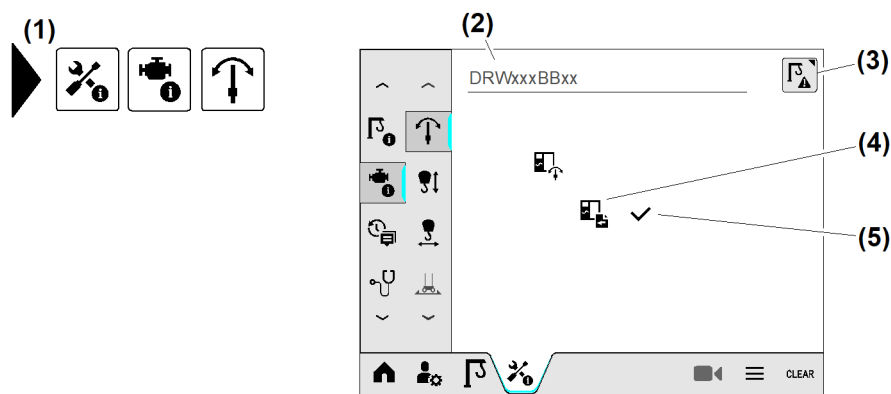 (1)
(2)
DRWxxxBBxx
(3)
(4)
(5)
CLEAR